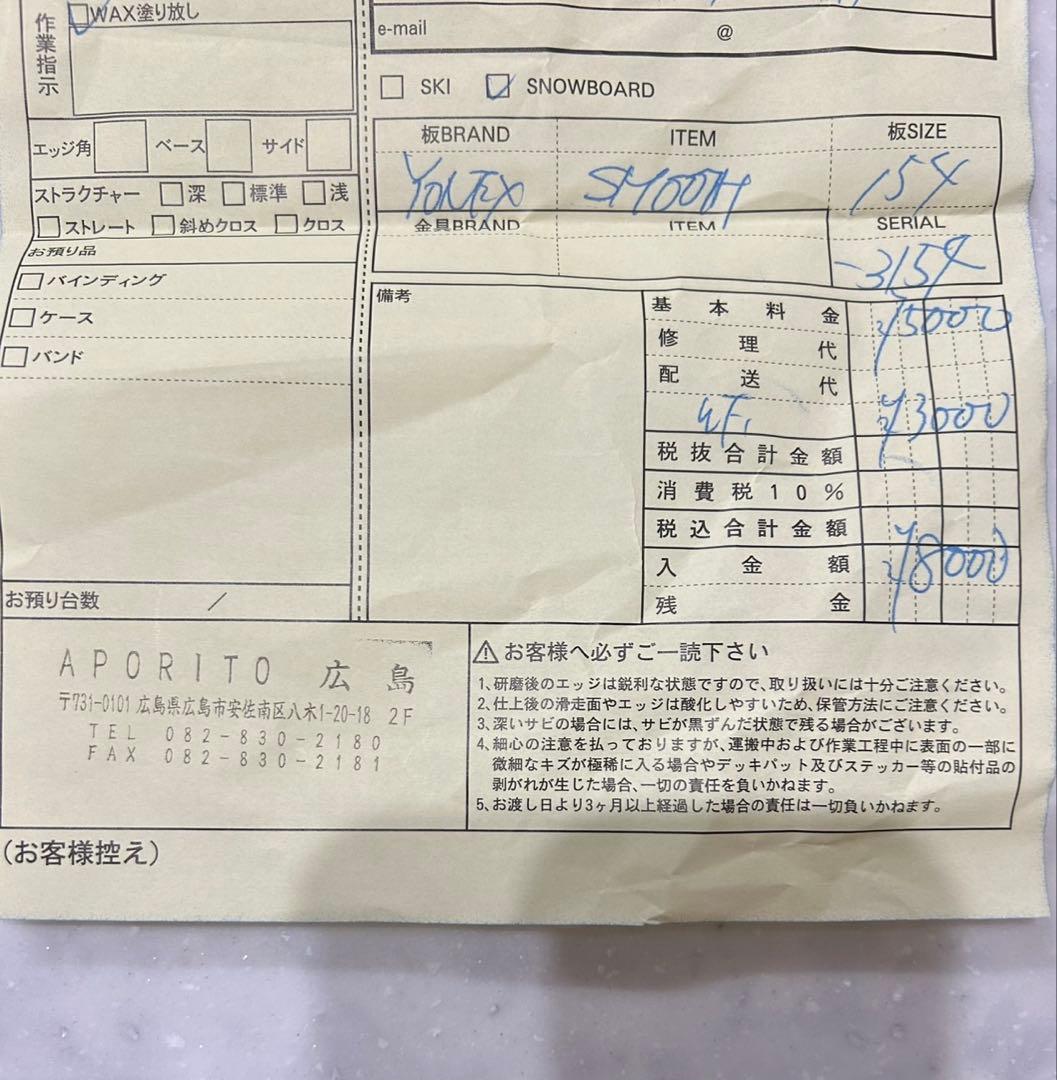 作業指示
WAX塗り放し
エッジ角 ベース サイド
ストラクチャー 深 標準 浅
ストレート 斜めクロス クロス
お預り品
バインディング
ケース
バンド
お預り台数 /
e-mail @
SKI SNOWBOARD
板BRAND ITEM 板SIZE
YONEX SMOOTH 154
金具BRAND ITEM SERIAL
-3154
備考
基本料金 ¥5000
修理代
配送代
¥3000
税抜合計金額
消費税10%
税込合計金額
入金額 ¥8000
残金
APORITO 広島
〒731-0101 広島県広島市安佐南区八木1-20-18 2F
TEL 082-830-2180
FAX 082-830-2181
お客様へ必ずご一読下さい
1、研磨後のエッジは鋭利な状態ですので、取り扱いには十分ご注意ください。
2、仕上後の滑走面やエッジは酸化しやすいため、保管方法にご注意ください。
3、深いサビの場合には、サビが黒ずんだ状態で残る場合がございます。
4、細心の注意を払っておりますが、運搬中および作業工程中に表面の一部に
微細なキズが極稀に入る場合やデッキパット及びステッカー等の貼付品の
剥がれが生じた場合、一切の責任を負いかねます。
5、お渡し日より3ヶ月以上経過した場合の責任は一切負いかねます。
(お客様控え)